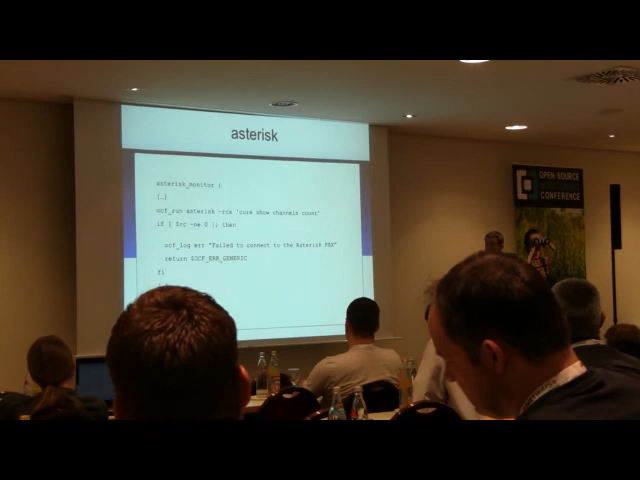 asterisk
asterisk_monitor {
[…]
ocf_run asterisk -rcx 'core show channels count'
if [ $rc -ne 0 ]; then
ocf_log err "Failed to connect to the Asterisk PBX"
return $OCF_ERR_GENERIC
fi
OPEN SOURCE
CONFERENCE